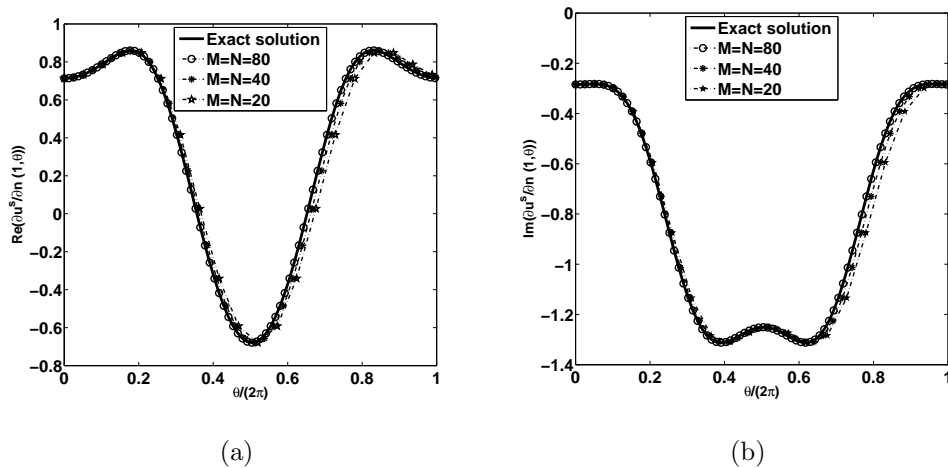 1
0.8
0.6
0.4
0.2
0
−0.2
−0.4
−0.6
−0.8
Re(∂u^s/∂n (1,θ))
Exact solution
M=N=80
M=N=40
M=N=20
0 0.2 0.4 0.6 0.8 1
θ/(2π)
(a)
0
−0.2
−0.4
−0.6
−0.8
−1
−1.2
−1.4
Im(∂u^s/∂n (1,θ))
Exact solution
M=N=80
M=N=40
M=N=20
0 0.2 0.4 0.6 0.8 1
θ/(2π)
(b)